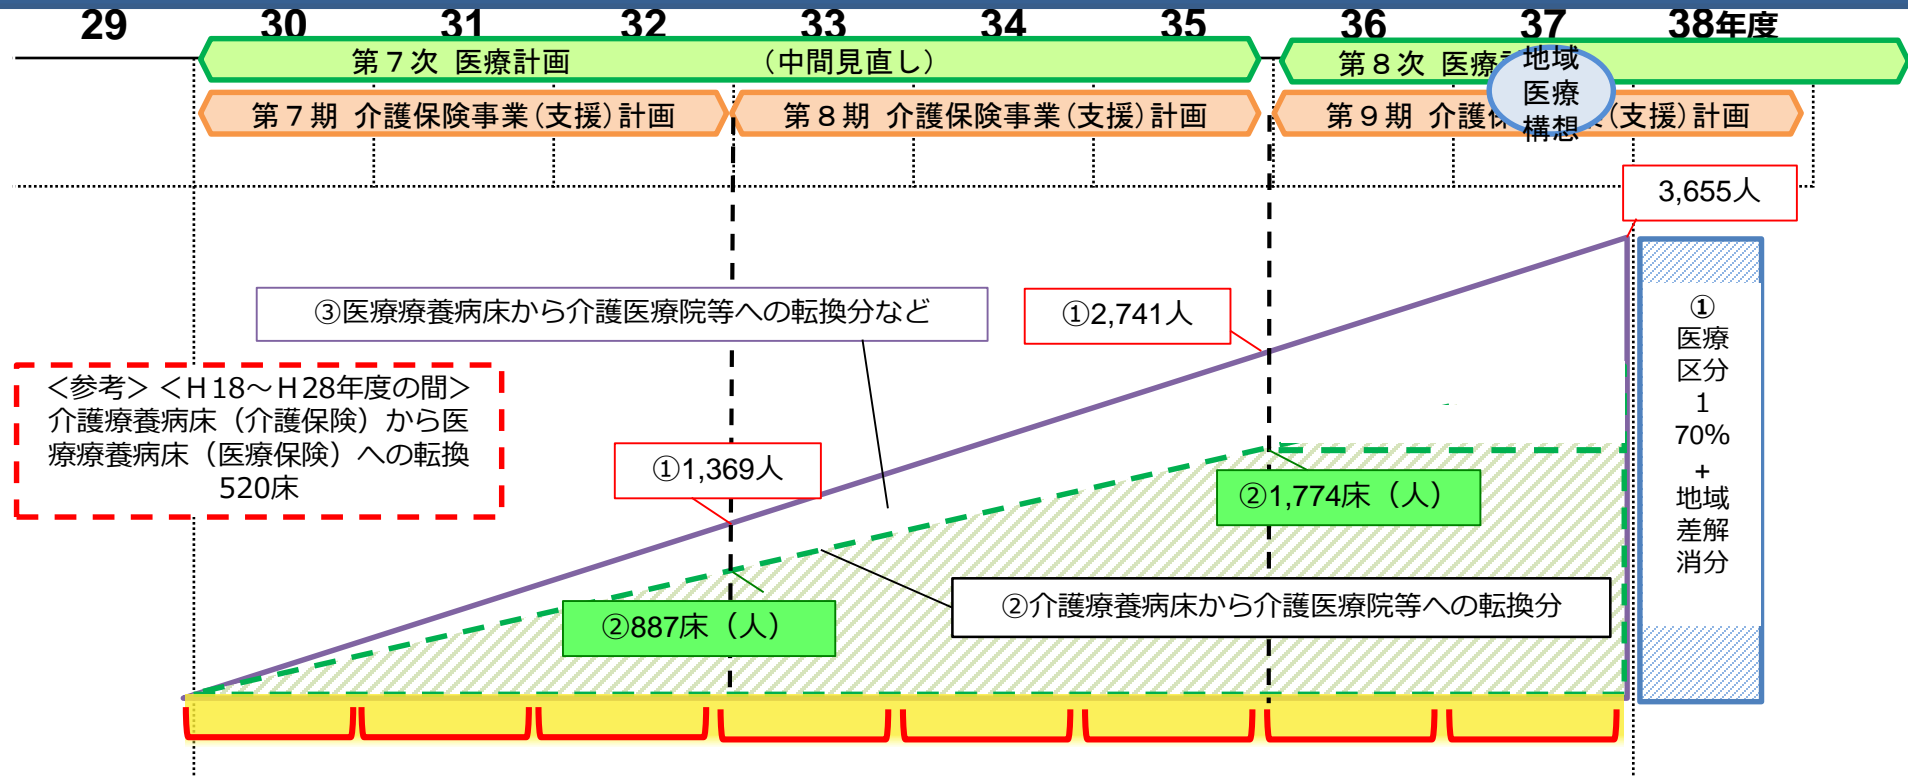 29 30 31 32 33 34 35 36 37 38年度
第７次 医療計画 （中間見直し）
第８次 医療
地域
医療
構想
第７期 介護保険事業（支援）計画
第８期 介護保険事業（支援）計画
第９期 介護保 （支援）計画
3,655人
③医療療養病床から介護医療院等への転換分など
①2,741人
＜参考＞＜Ｈ18～Ｈ28年度の間＞
介護療養病床（介護保険）から医
療療養病床（医療保険）への転換
520床
①1,369人
②1,774床（人）
②887床（人）
②介護療養病床から介護医療院等への転換分
①
医療
区分
1
70%
+
地域
差解
消分